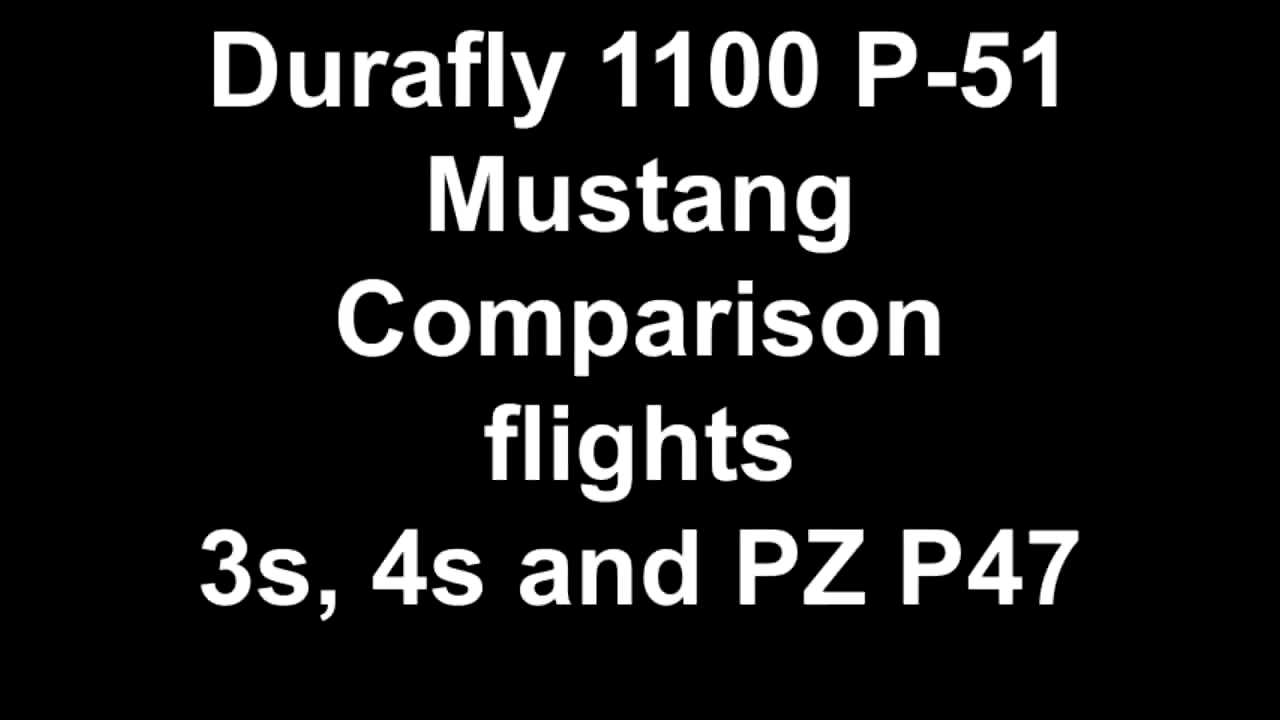 Durafly 1100 P-51
Mustang
Comparison
flights
3s, 4s and PZ P47